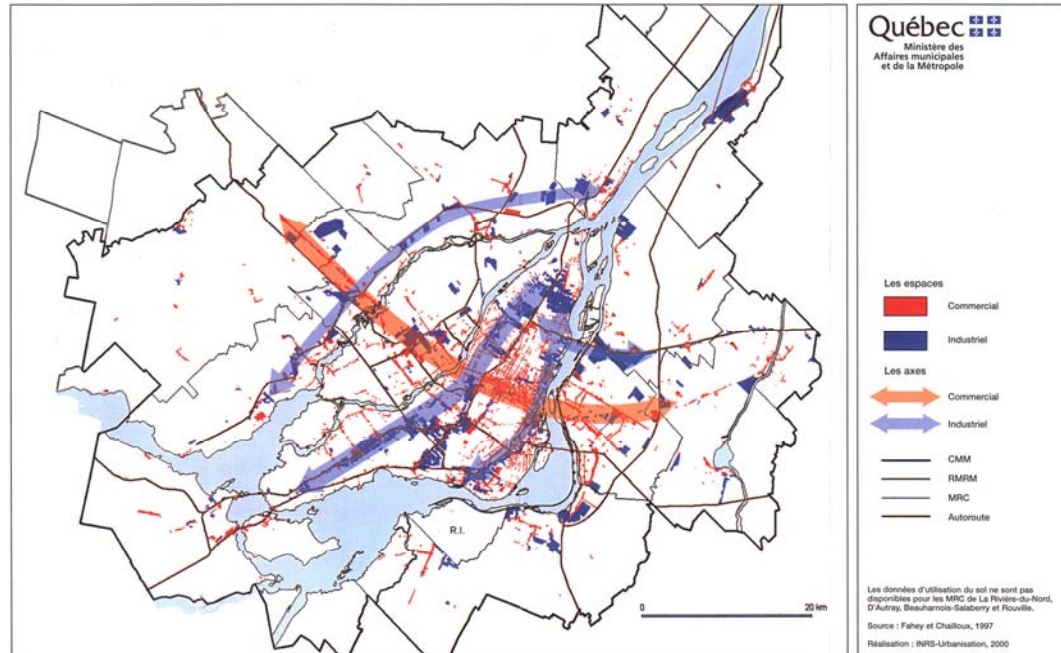 Québec
Ministère des
Affaires municipales
et de la Métropole
Les espaces
Commercial
Industriel
Les axes
Commercial
Industriel
CMM
RMRM
MRC
Autoroute
R.I.
0 20 km
Les données d'utilisation du sol ne sont pas
disponibles pour les MRC de La Rivière-du-Nord,
D'Autray, Beauharnois-Salaberry et Rouville.
Source : Fahey et Chailloux, 1997
Réalisation : INRS-Urbanisation, 2000